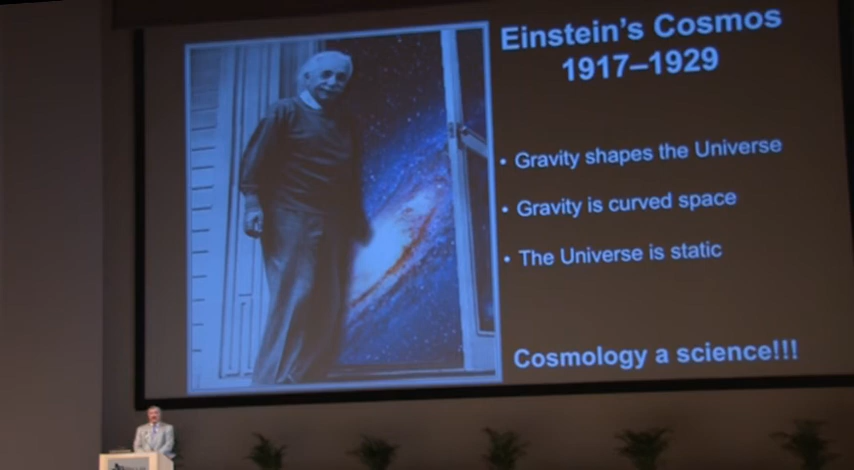 Einstein's Cosmos
1917–1929
• Gravity shapes the Universe
• Gravity is curved space
• The Universe is static
Cosmology a science!!!